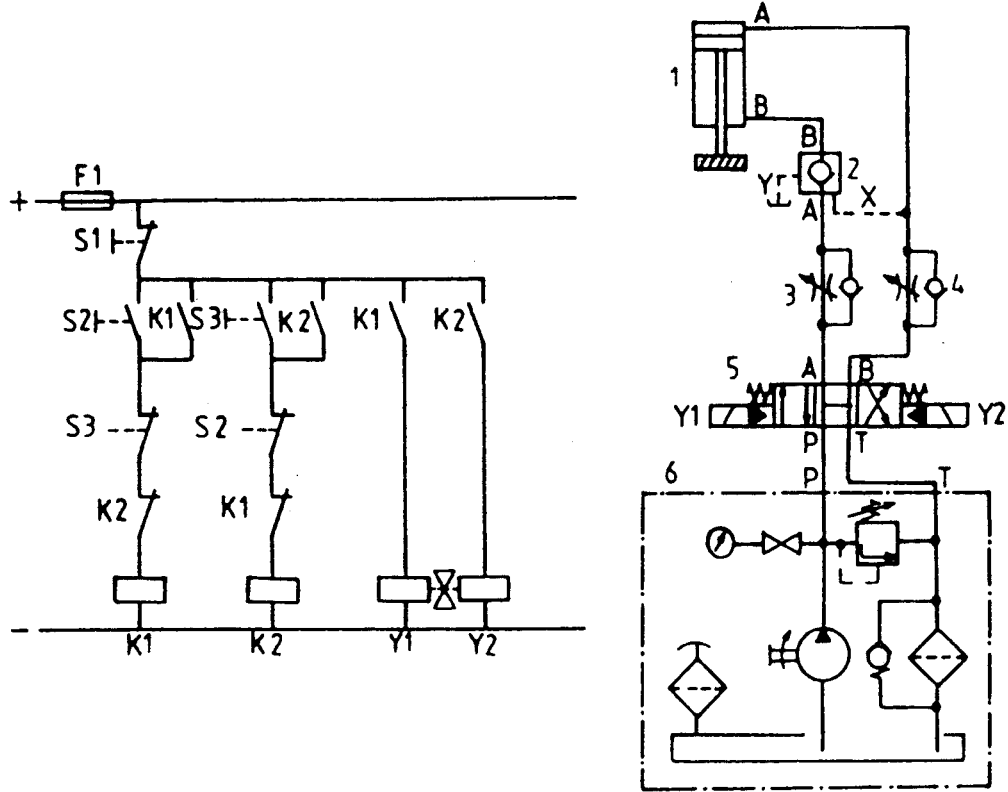 F1
+
S1
S2 K1 S3 K2 K1 K2
S3 S2
K2 K1
−
K1 K2 Y1 Y2
A
1
B
B
2
Y
A X
3 4
5 A B
Y1 Y2
P T
6 P T